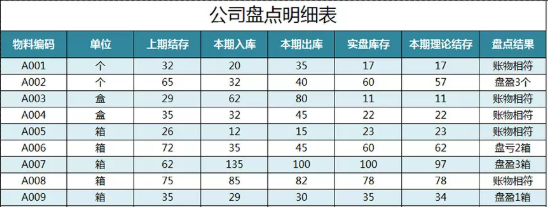 公司盘点明细表
物料编码 单位 上期结存 本期入库 本期出库 实盘库存 本期理论结存 盘点结果
A001 个 32 20 35 17 17 账物相符
A002 个 65 32 40 60 57 盘盈3个
A003 盒 29 62 80 11 11 账物相符
A004 盒 35 32 45 22 22 账物相符
A005 箱 26 12 15 23 23 账物相符
A006 箱 72 35 45 60 62 盘亏2箱
A007 箱 62 135 100 100 97 盘盈3箱
A008 箱 75 85 82 78 78 账物相符
A009 箱 35 29 30 35 34 盘盈1箱